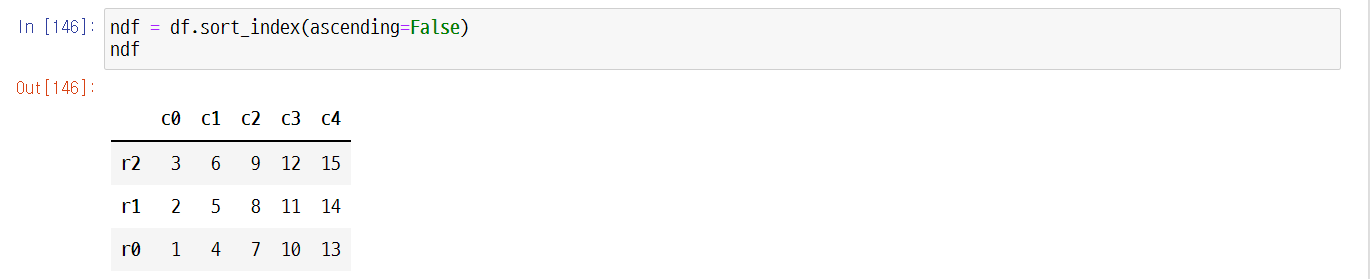 In [146]: ndf = df.sort_index(ascending=False)
ndf
Out[146]:
c0 c1 c2 c3 c4
r2 3 6 9 12 15
r1 2 5 8 11 14
r0 1 4 7 10 13